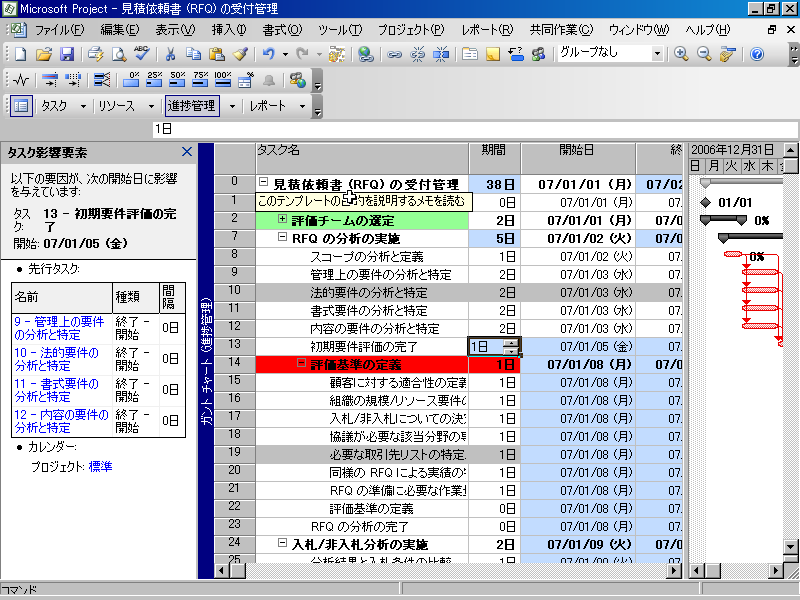 Microsoft Project - 見積依頼書 (RFQ) の受付管理
ファイル(F) 編集(E) 表示(V) 挿入(I) 書式(O) ツール(T) プロジェクト(P) レポート(R) 共同作業(C) ウィンドウ(W) ヘルプ(H)
グループなし
0% 25% 50% 75% 100%
タスク リソース 進捗管理 レポート
1日
タスク影響要素
以下の要因が、次の開始日に影響
を与えています:
タス
ク: 13 - 初期要件評価の完
了
開始: 07/01/05 (金)
先行タスク:
名前 種類 間隔
9 - 管理上の要件の分析と特定 終了 - 開始 0日
10 - 法的要件の分析と特定 終了 - 開始 0日
11 - 書式要件の分析と特定 終了 - 開始 0日
12 - 内容の要件の分析と特定 終了 - 開始 0日
カレンダー:
プロジェクト: 標準
ガント チャート (進捗管理)
タスク名 期間 開始日 終
2006年12月31日
日 月 火 水 木
0 見積依頼書 (RFQ) の受付管理 38日 07/01/01 (月) 07/02
1 このテンプレートの目的を説明するメモを読む 0日 07/01/01 (月) 07. 01/01
2 評価チームの選定 2日 07/01/01 (月) 07/0 0%
7 RFQ の分析の実施 5日 07/01/02 (火) 07/0
8 スコープの分析と定義 1日 07/01/02 (火) 07. 0%
9 管理上の要件の分析と特定 2日 07/01/03 (水) 07.
10 法的要件の分析と特定 2日 07/01/03 (水) 07.
11 書式要件の分析と特定 2日 07/01/03 (水) 07.
12 内容の要件の分析と特定 2日 07/01/03 (水) 07.
13 初期要件評価の完了 1日 07/01/05 (金) 07.
14 評価基準の定義 1日 07/01/08 (月) 07/0
15 顧客に対する適合性の定義 1日 07/01/08 (月) 07.
16 組織の規模/リソース要件の 1日 07/01/08 (月) 07.
17 入札/非入札についての決 1日 07/01/08 (月) 07.
18 協議が必要な該当分野の 1日 07/01/08 (月) 07.
19 必要な取引先リストの特定 1日 07/01/08 (月) 07.
20 同様の RFQ による実績の 1日 07/01/08 (月) 07.
21 RFQ の準備に必要な作業 1日 07/01/08 (月) 07.
22 評価基準の定義 0日 07/01/08 (月) 07.
23 RFQ の分析の完了 0日 07/01/08 (月) 07.
24 入札/非入札分析の実施 2日 07/01/09 (火) 07/0
25 分析結果と入札条件の比較 1日 07/01/09 (火) 07.
コマンド